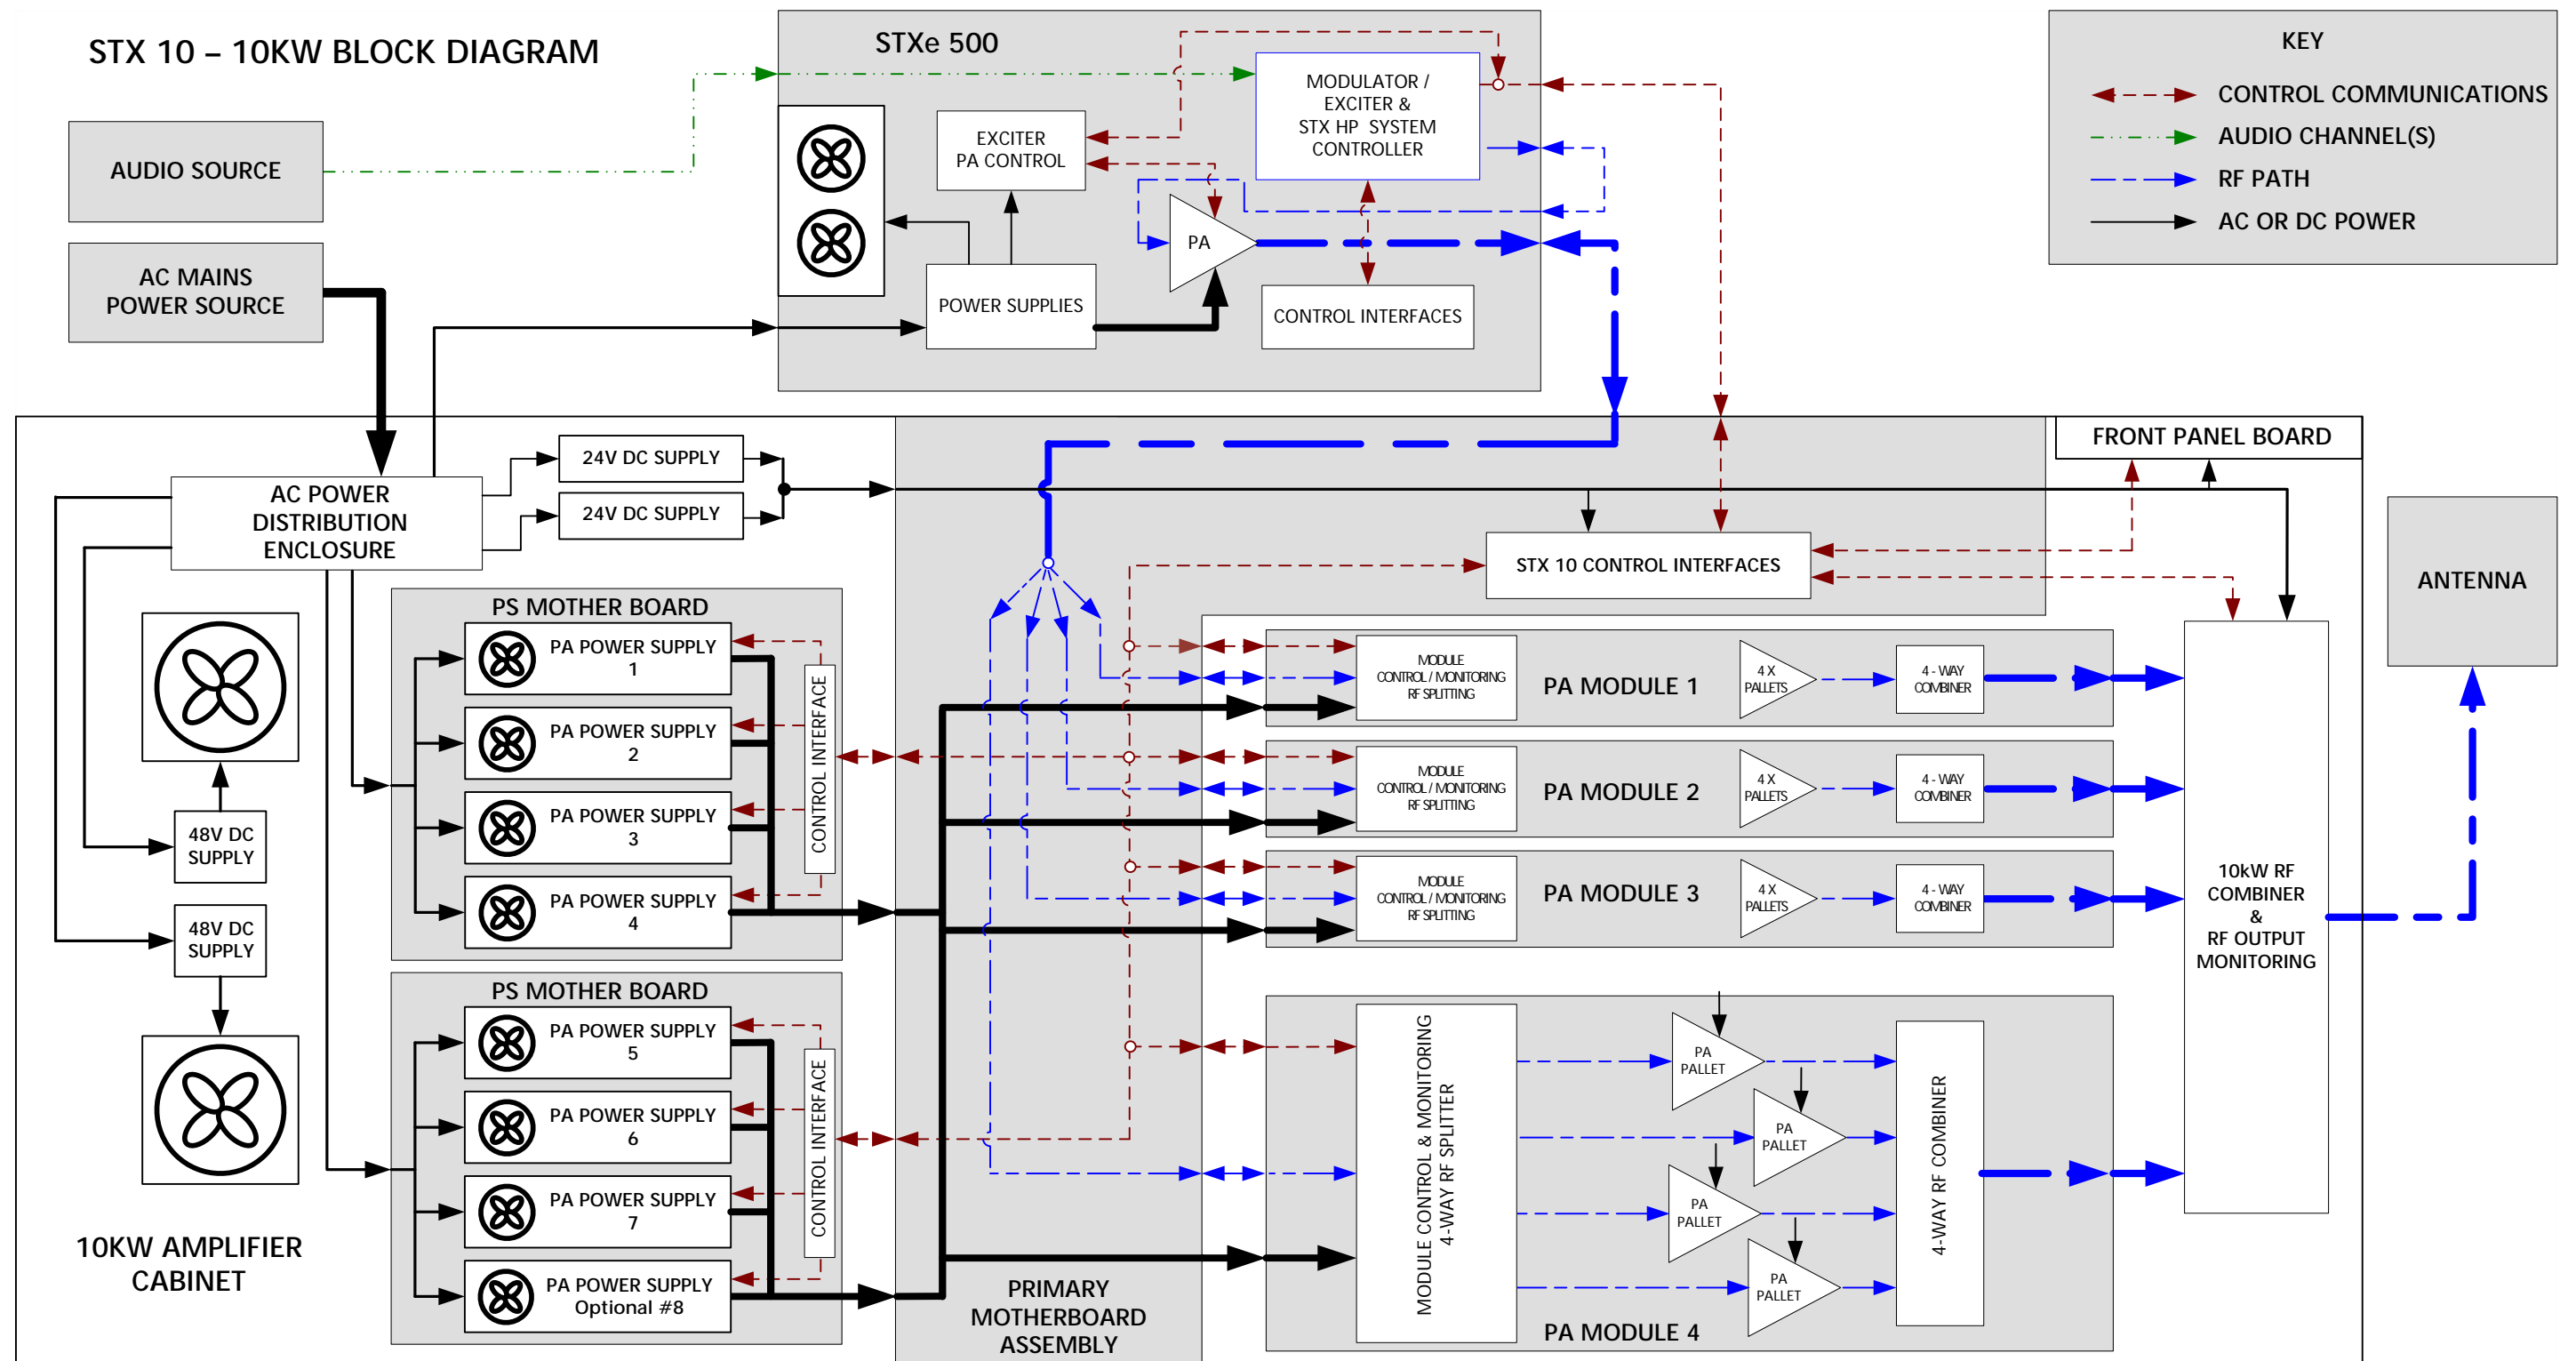 STX 10 – 10KW BLOCK DIAGRAM
AUDIO SOURCE
AC MAINS
POWER SOURCE
STXe 500
MODULATOR /
EXCITER &
STX HP SYSTEM
CONTROLLER
EXCITER
PA CONTROL
PA
POWER SUPPLIES
CONTROL INTERFACES
KEY
CONTROL COMMUNICATIONS
AUDIO CHANNEL(S)
RF PATH
AC OR DC POWER
FRONT PANEL BOARD
AC POWER
DISTRIBUTION
ENCLOSURE
24V DC SUPPLY
24V DC SUPPLY
STX 10 CONTROL INTERFACES
ANTENNA
48V DC
SUPPLY
48V DC
SUPPLY
10KW AMPLIFIER
CABINET
PS MOTHER BOARD
PA POWER SUPPLY
1
PA POWER SUPPLY
2
PA POWER SUPPLY
3
PA POWER SUPPLY
4
CONTROL INTERFACE
PS MOTHER BOARD
PA POWER SUPPLY
5
PA POWER SUPPLY
6
PA POWER SUPPLY
7
PA POWER SUPPLY
Optional #8
CONTROL INTERFACE
PRIMARY
MOTHERBOARD
ASSEMBLY
MODULE
CONTROL / MONITORING
RF SPLITTING
PA MODULE 1
4 X
PALLETS
4 - WAY
COMBINER
MODULE
CONTROL / MONITORING
RF SPLITTING
PA MODULE 2
4 X
PALLETS
4 - WAY
COMBINER
MODULE
CONTROL / MONITORING
RF SPLITTING
PA MODULE 3
4 X
PALLETS
4 - WAY
COMBINER
MODULE CONTROL & MONITORING
4-WAY RF SPLITTER
PA
PALLET
PA
PALLET
PA
PALLET
PA
PALLET
4-WAY RF COMBINER
PA MODULE 4
10kW RF
COMBINER
&
RF OUTPUT
MONITORING